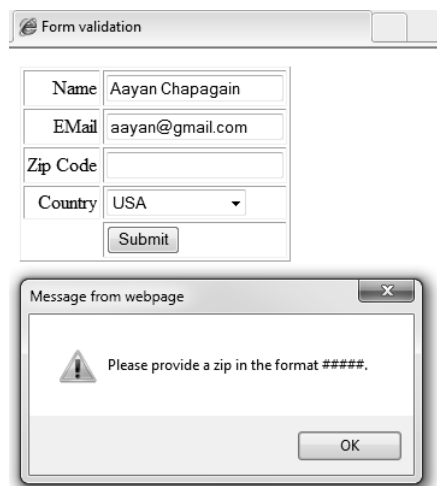 Form validation
Name Aayan Chapagain
EMail aayan@gmail.com
Zip Code
Country USA
Submit
Message from webpage
Please provide a zip in the format #####.
OK